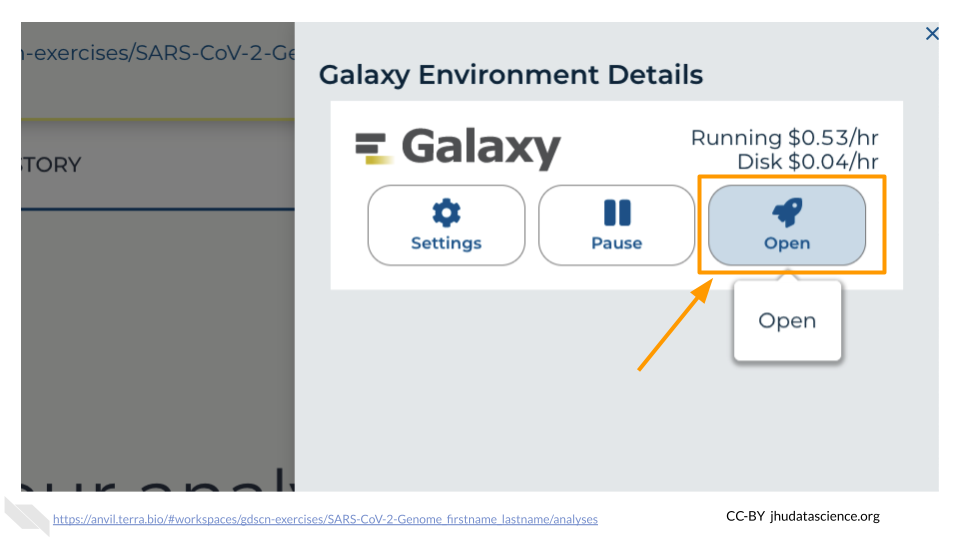 n-exercises/SARS-CoV-2-Ge
Galaxy Environment Details
Galaxy
Running $0.53/hr
Disk $0.04/hr
TORY
Settings
Pause
Open
Open
our anal
https://anvil.terra.bio/#workspaces/gdscn-exercises/SARS-CoV-2-Genome_firstname_lastname/analyses
CC-BY jhudatascience.org